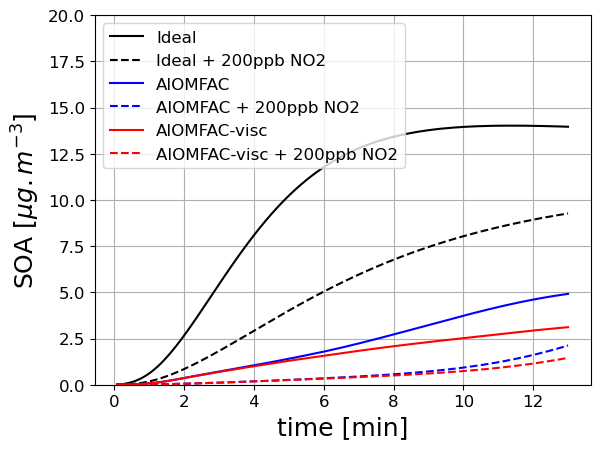 20.0
17.5
15.0
12.5
10.0
7.5
5.0
2.5
0.0
SOA [μg.m⁻³]
Ideal
Ideal + 200ppb NO2
AIOMFAC
AIOMFAC + 200ppb NO2
AIOMFAC-visc
AIOMFAC-visc + 200ppb NO2
0 2 4 6 8 10 12
time [min]